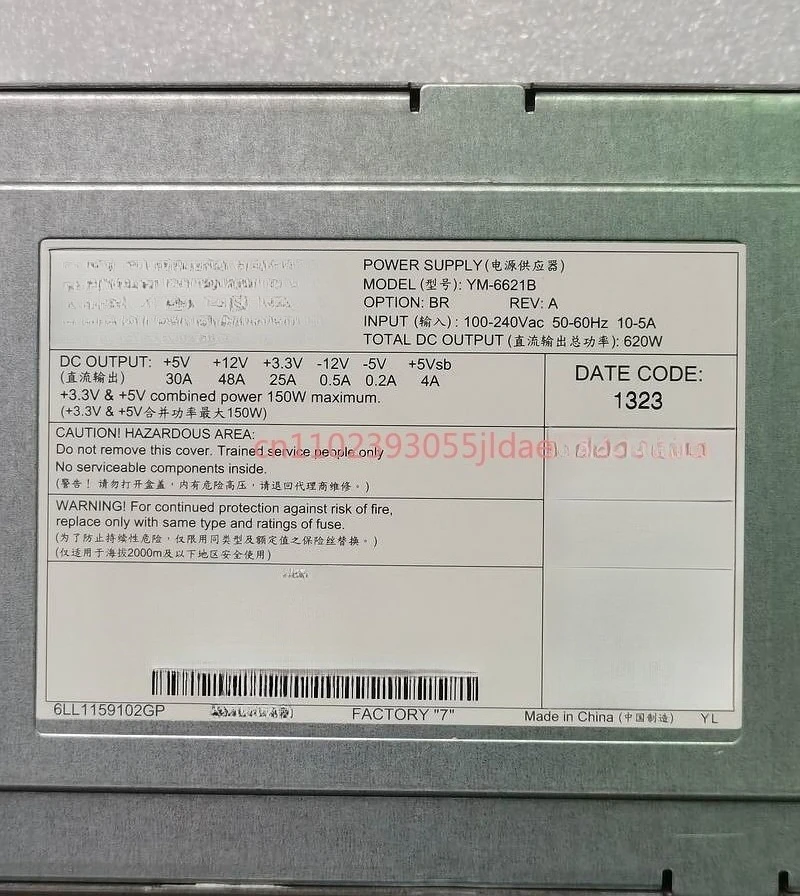 POWER SUPPLY(电源供应器)
MODEL (型号): YM-6621B
OPTION: BR REV: A
INPUT (输入) : 100-240Vac 50-60Hz 10-5A
TOTAL DC OUTPUT (直流输出总功率): 620W
DC OUTPUT: +5V +12V +3.3V -12V -5V +5Vsb
(直流输出) 30A 48A 25A 0.5A 0.2A 4A
+3.3V & +5V combined power 150W maximum.
(+3.3V & +5V合并功率最大150W)
DATE CODE:
1323
CAUTION! HAZARDOUS AREA:
Do not remove this cover. Trained service people only
No serviceable components inside.
(警告！请勿打开盒盖，内有危险高压，请退回代理商维修。)
cn1102393055jldae
WARNING! For continued protection against risk of fire,
replace only with same type and ratings of fuse.
(为了防止持续性危险，仅限用同类型及额定值之保险丝替换。)
(仅适用于海拔2000m及以下地区安全使用)
6LL1159102GP FACTORY "7" Made in China (中国制造) YL